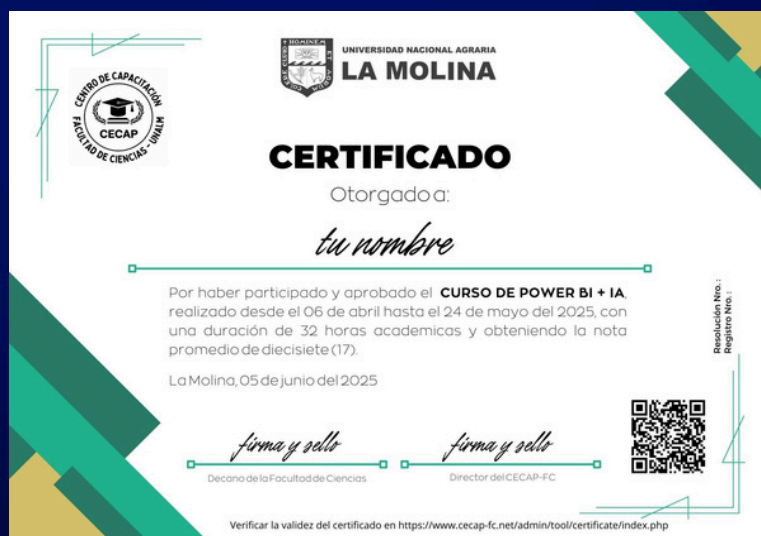 CENTRO DE CAPACITACIÓN
CECAP
FACULTAD DE CIENCIAS - UNALM
UNIVERSIDAD NACIONAL AGRARIA
LA MOLINA
CERTIFICADO
Otorgado a:
tu nombre
Por haber participado y aprobado el CURSO DE POWER BI + IA,
realizado desde el 06 de abril hasta el 24 de mayo del 2025, con
una duración de 32 horas academicas y obteniendo la nota
promedio de diecisiete (17).
La Molina, 05 de junio del 2025
Resolución Nro. :
Registro Nro. :
firma y sello
Decano de la Facultad de Ciencias
firma y sello
Director del CECAP-FC
Verificar la validez del certificado en https://www.cecap-fc.net/admin/tool/certificate/index.php